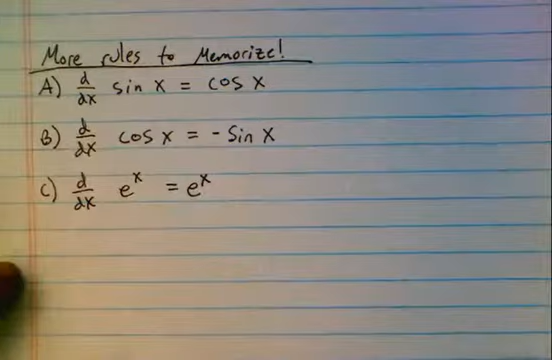 More rules to Memorize!
A) d/dx sin x = cos x
B) d/dx cos x = - sin x
C) d/dx e^x = e^x